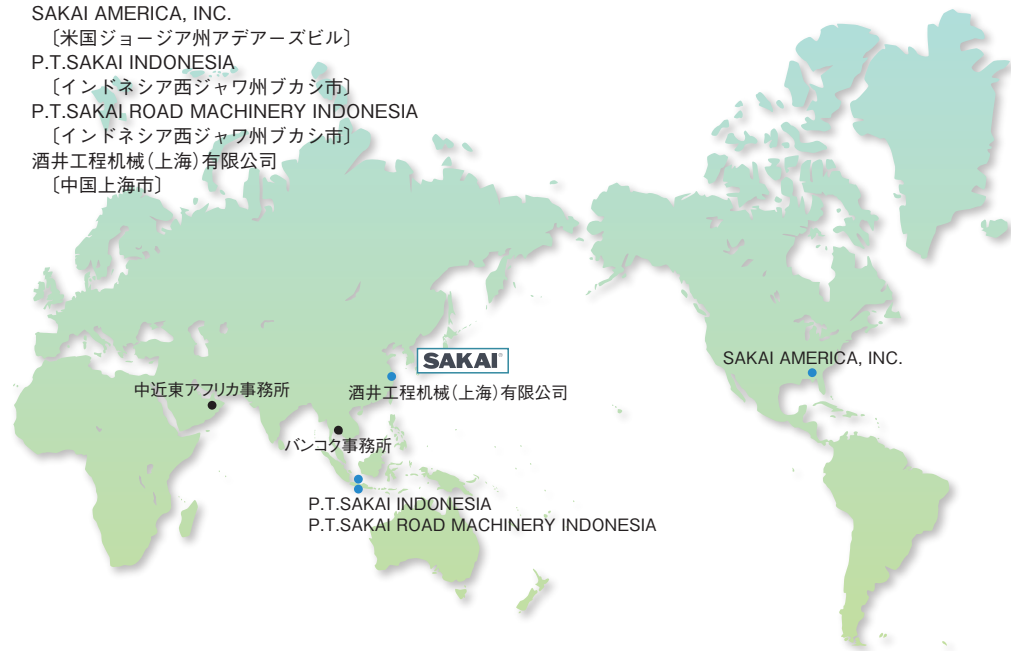 SAKAI AMERICA, INC.
〔米国ジョージア州アデアーズビル〕
P.T.SAKAI INDONESIA
〔インドネシア西ジャワ州ブカシ市〕
P.T.SAKAI ROAD MACHINERY INDONESIA
〔インドネシア西ジャワ州ブカシ市〕
酒井工程机械(上海)有限公司
〔中国上海市〕
SAKAI
SAKAI AMERICA, INC.
中近東アフリカ事務所
酒井工程机械(上海)有限公司
バンコク事務所
P.T.SAKAI INDONESIA
P.T.SAKAI ROAD MACHINERY INDONESIA